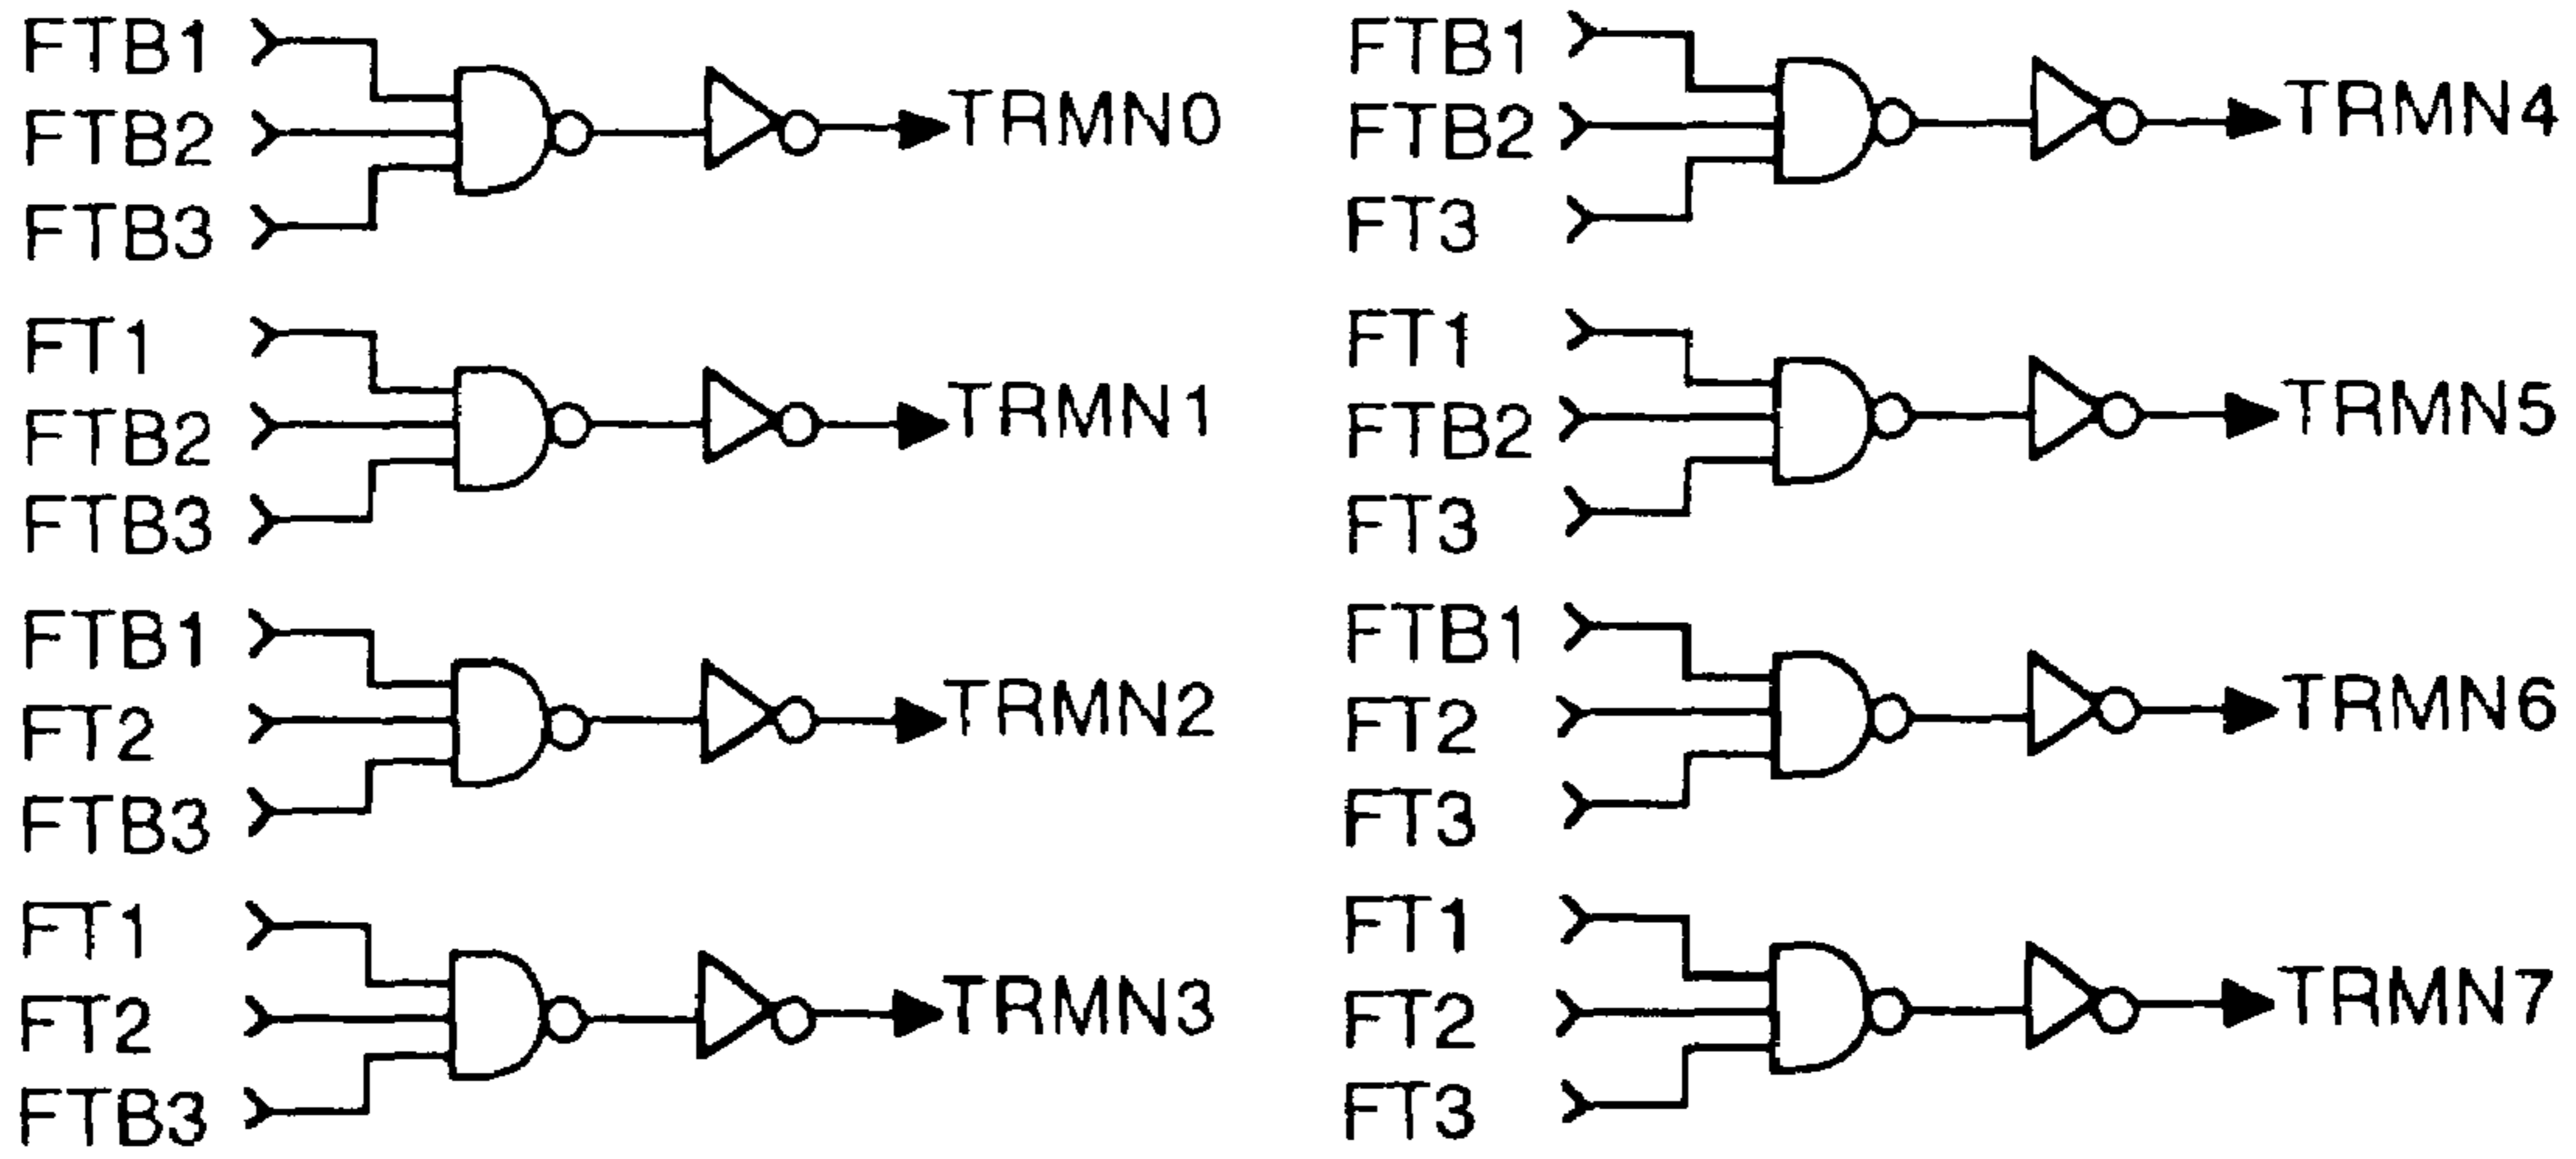 FTB1
FTB2
FTB3
TRMN0
FT1
FTB2
FTB3
TRMN1
FTB1
FT2
FTB3
TRMN2
FT1
FT2
FTB3
TRMN3
FTB1
FTB2
FT3
TRMN4
FT1
FTB2
FT3
TRMN5
FTB1
FT2
FT3
TRMN6
FT1
FT2
FT3
TRMN7